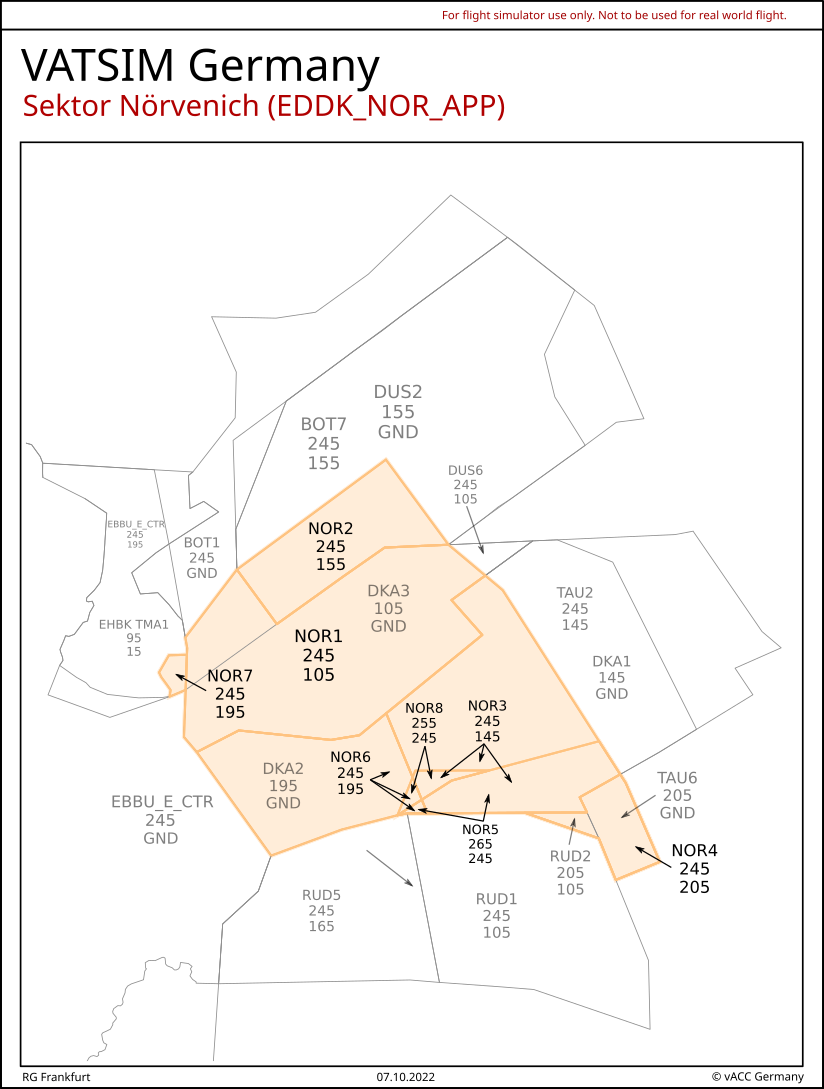 For flight simulator use only. Not to be used for real world flight.
VATSIM Germany
Sektor Nörvenich (EDDK_NOR_APP)
DUS2
155
GND
BOT7
245
155
DUS6
245
105
EBBU_E_CTR
245
195
BOT1
245
GND
NOR2
245
155
DKA3
105
GND
TAU2
245
145
EHBK TMA1
95
15
NOR1
245
105
DKA1
145
GND
NOR7
245
195
NOR8
255
245
NOR3
245
145
NOR6
245
195
DKA2
195
GND
TAU6
205
GND
EBBU_E_CTR
245
GND
NOR5
265
245
RUD2
205
105
NOR4
245
205
RUD5
245
165
RUD1
245
105
RG Frankfurt
07.10.2022
© vACC Germany